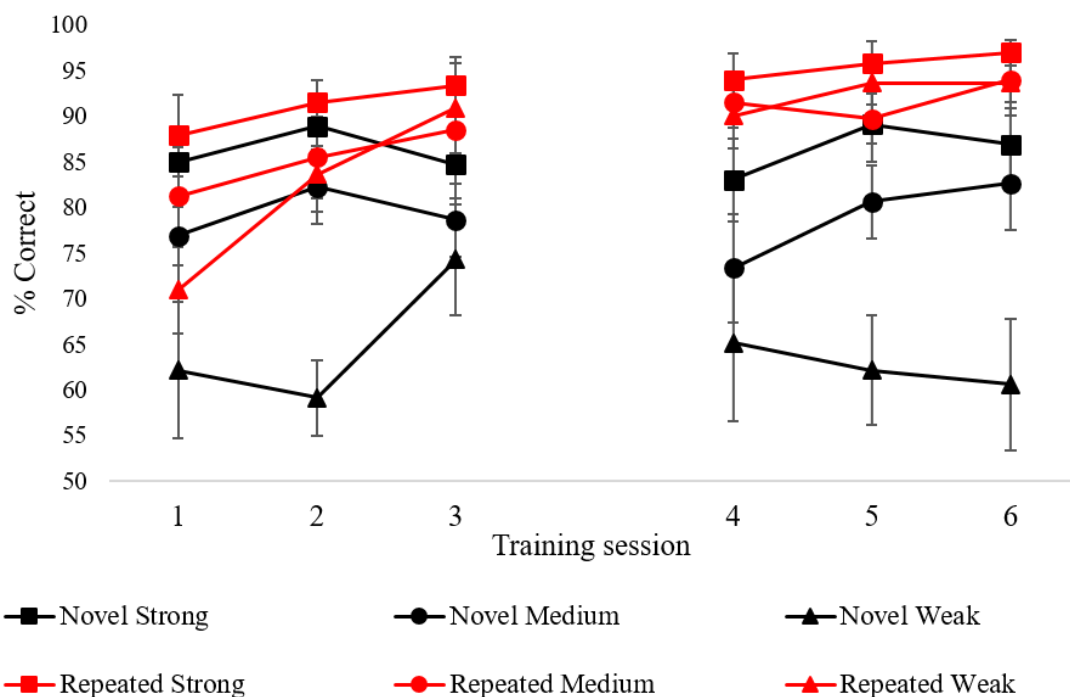 100
95
90
85
80
75
70
65
60
55
50
% Correct
1 2 3 4 5 6
Training session
Novel Strong Novel Medium Novel Weak
Repeated Strong Repeated Medium Repeated Weak